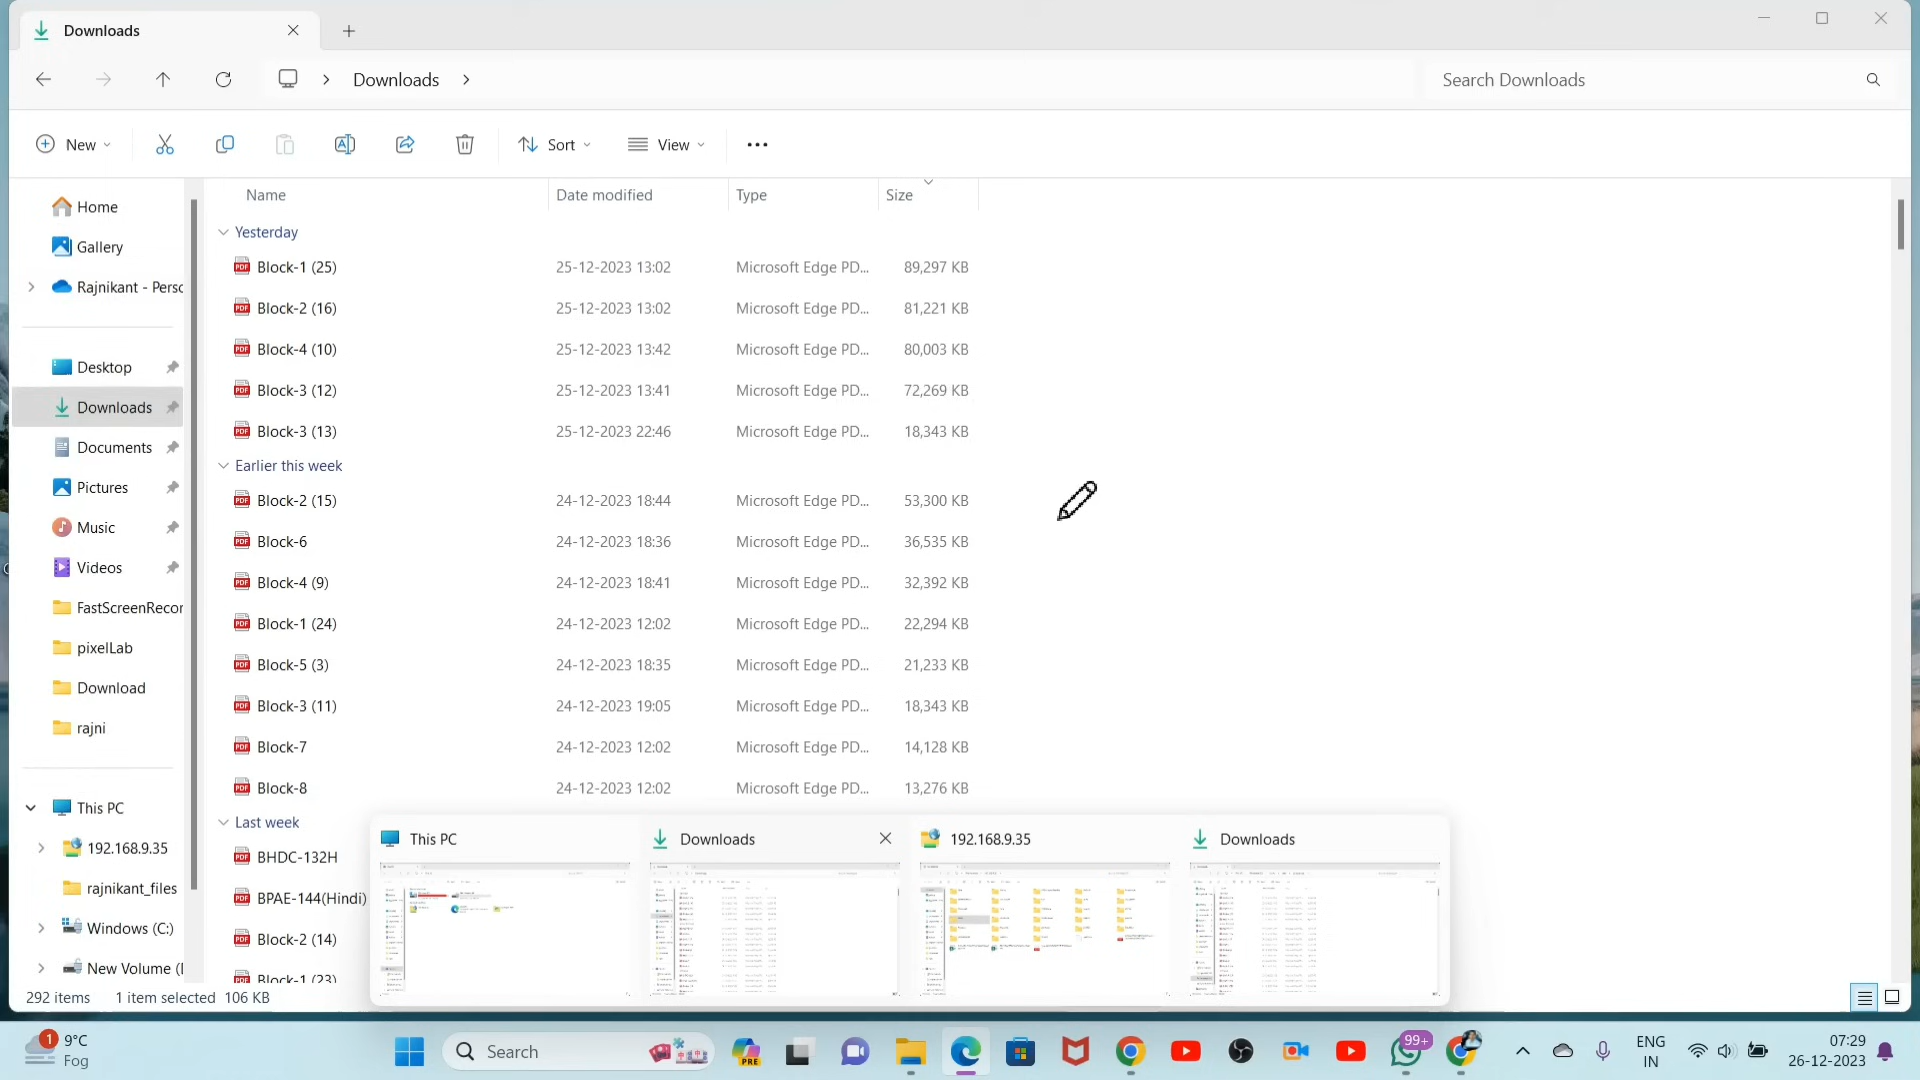 Downloads
Downloads
Search Downloads
New
Sort
View
Home
Gallery
Rajnikant - Perso
Desktop
Downloads
Documents
Pictures
Music
Videos
FastScreenRecor
pixelLab
Download
rajni
This PC
192.168.9.35
rajnikant_files
Windows (C:)
New Volume (
Name Date modified Type Size
Yesterday
Block-1 (25) 25-12-2023 13:02 Microsoft Edge PD... 89,297 KB
Block-2 (16) 25-12-2023 13:02 Microsoft Edge PD... 81,221 KB
Block-4 (10) 25-12-2023 13:42 Microsoft Edge PD... 80,003 KB
Block-3 (12) 25-12-2023 13:41 Microsoft Edge PD... 72,269 KB
Block-3 (13) 25-12-2023 22:46 Microsoft Edge PD... 18,343 KB
Earlier this week
Block-2 (15) 24-12-2023 18:44 Microsoft Edge PD... 53,300 KB
Block-6 24-12-2023 18:36 Microsoft Edge PD... 36,535 KB
Block-4 (9) 24-12-2023 18:41 Microsoft Edge PD... 32,392 KB
Block-1 (24) 24-12-2023 12:02 Microsoft Edge PD... 22,294 KB
Block-5 (3) 24-12-2023 18:35 Microsoft Edge PD... 21,233 KB
Block-3 (11) 24-12-2023 19:05 Microsoft Edge PD... 18,343 KB
Block-7 24-12-2023 12:02 Microsoft Edge PD... 14,128 KB
Block-8 24-12-2023 12:02 Microsoft Edge PD... 13,276 KB
Last week
BHDC-132H
BPAE-144(Hindi)
Block-2 (14)
Block-1 (23)
This PC
Downloads
192.168.9.35
Downloads
292 items 1 item selected 106 KB
1
9°C
Fog
Search
PRE
99+
ENG
IN
07:29
26-12-2023